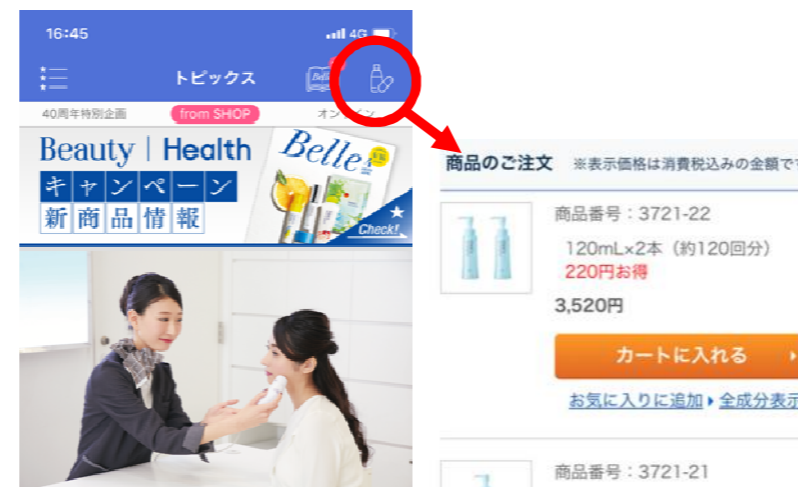 16:45
4G
トピックス
40周年特別企画
from SHOP
Beauty | Health
キャンペーン
新商品情報
Belle
Check!
商品のご注文 ※表示価格は消費税込みの金額です
商品番号：3721-22
120mL×2本（約120回分）
220円お得
3,520円
カートに入れる
お気に入りに追加 全成分表示
商品番号：3721-21